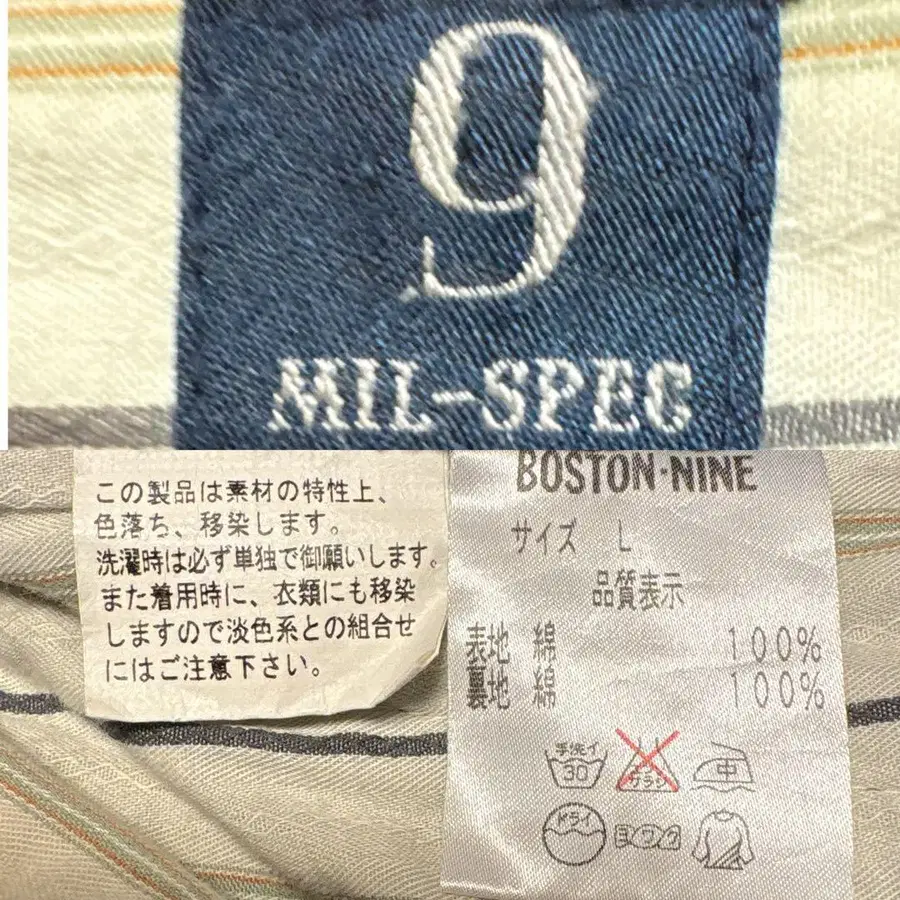 9
MIL-SPEC
この製品は素材の特性上、
色落ち、移染します。
洗濯時は必ず単独で御願いします。
また着用時に、衣類にも移染
しますので淡色系との組合せ
にはご注意下さい。
BOSTON-NINE
サイズ L
品質表示
表地 綿 100%
裏地 綿 100%
手洗イ 30
中
ドライ
ヨワク